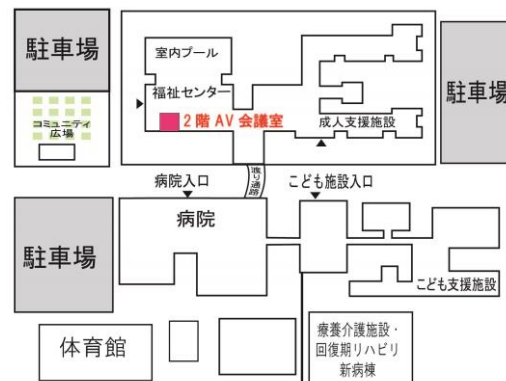 駐車場
室内プール
福祉センター
2階 AV 会議室
成人支援施設
駐車場
コミュニティ
広場
渡り通路
病院入口
こども施設入口
病院
駐車場
こども支援施設
体育館
療養介護施設・
回復期リハビリ
新病棟